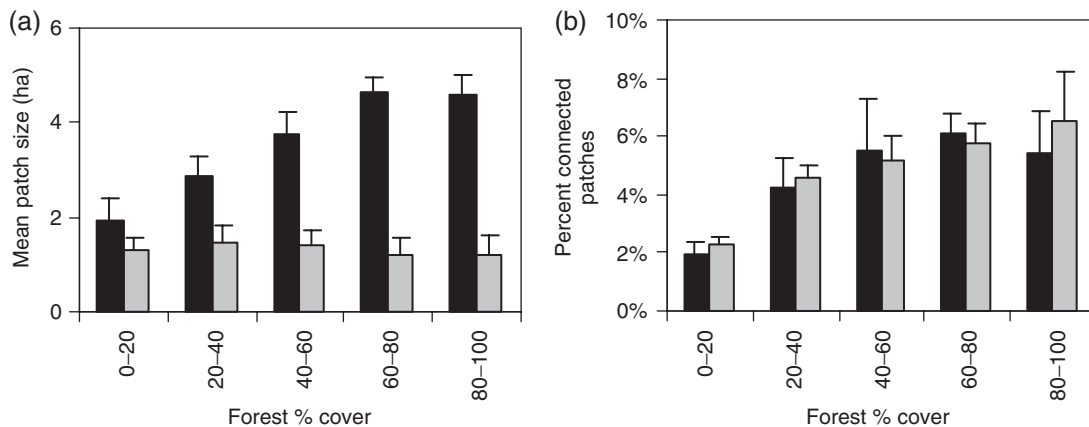 (a)
Mean patch size (ha)
6
4
2
0
0–20
20–40
40–60
60–80
80–100
Forest % cover
(b)
Percent connected
patches
10%
8%
6%
4%
2%
0%
0–20
20–40
40–60
60–80
80–100
Forest % cover